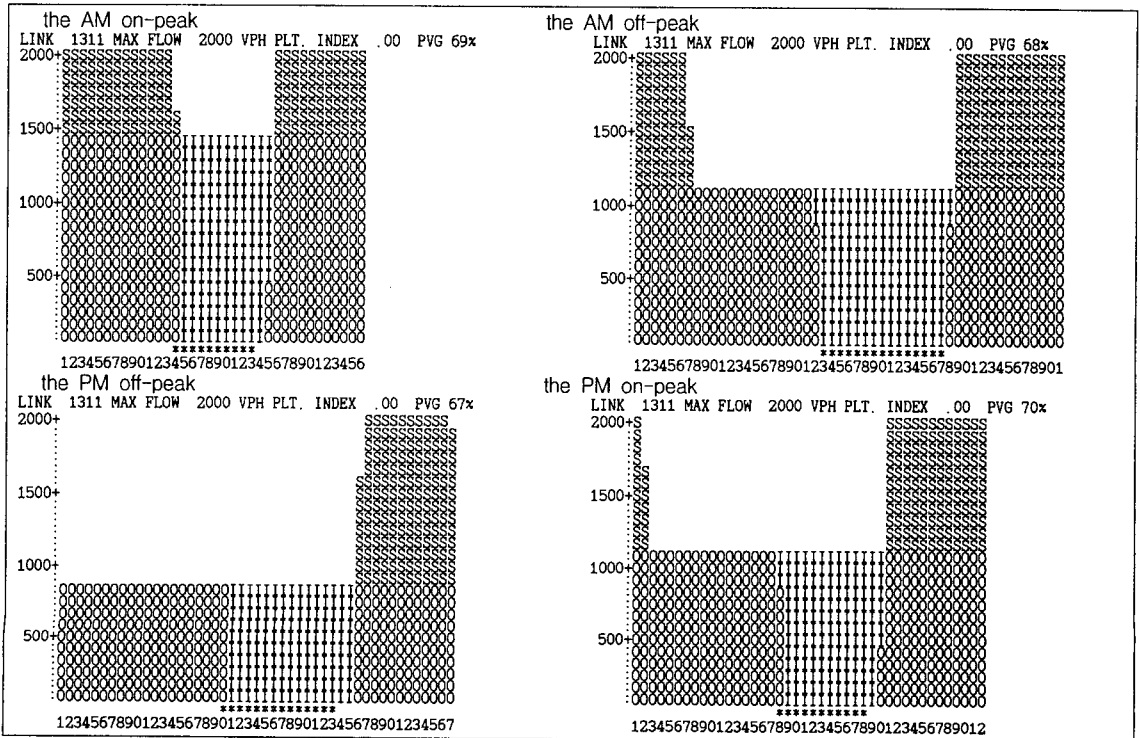 the AM on-peak
LINK 1311 MAX FLOW 2000 VPH PLT. INDEX .00 PVG 69%
2000+
1500+
1000+
500+
123456789012345678901234567890123456
the AM off-peak
LINK 1311 MAX FLOW 2000 VPH PLT. INDEX .00 PVG 68%
2000+
1500+
1000+
500+
123456789012345678901234567890123456789012345678901
the PM off-peak
LINK 1311 MAX FLOW 2000 VPH PLT. INDEX .00 PVG 67%
2000+
1500+
1000+
500+
12345678901234567890123456789012345678901234567
the PM on-peak
LINK 1311 MAX FLOW 2000 VPH PLT. INDEX .00 PVG 70%
2000+
1500+
1000+
500+
123456789012345678901234567890123456789012